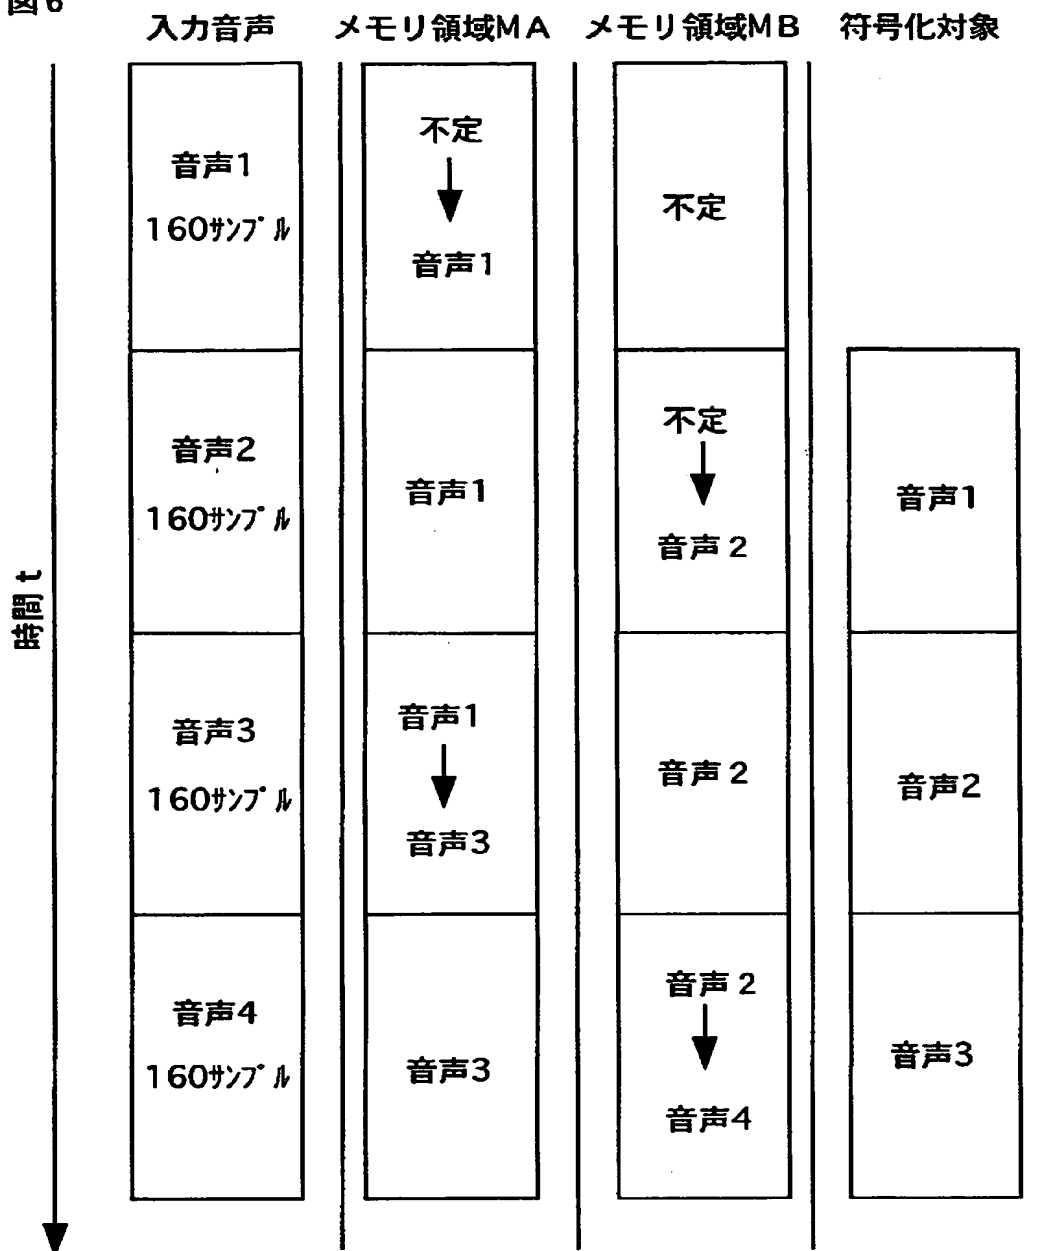 図6
入力音声
メモリ領域MA
メモリ領域MB
符号化対象
時間t
音声1
160ｻﾝﾌﾟﾙ
不定
音声1
不定
音声2
160ｻﾝﾌﾟﾙ
音声1
不定
音声2
音声1
音声3
160ｻﾝﾌﾟﾙ
音声1
音声3
音声2
音声2
音声4
160ｻﾝﾌﾟﾙ
音声3
音声2
音声4
音声3